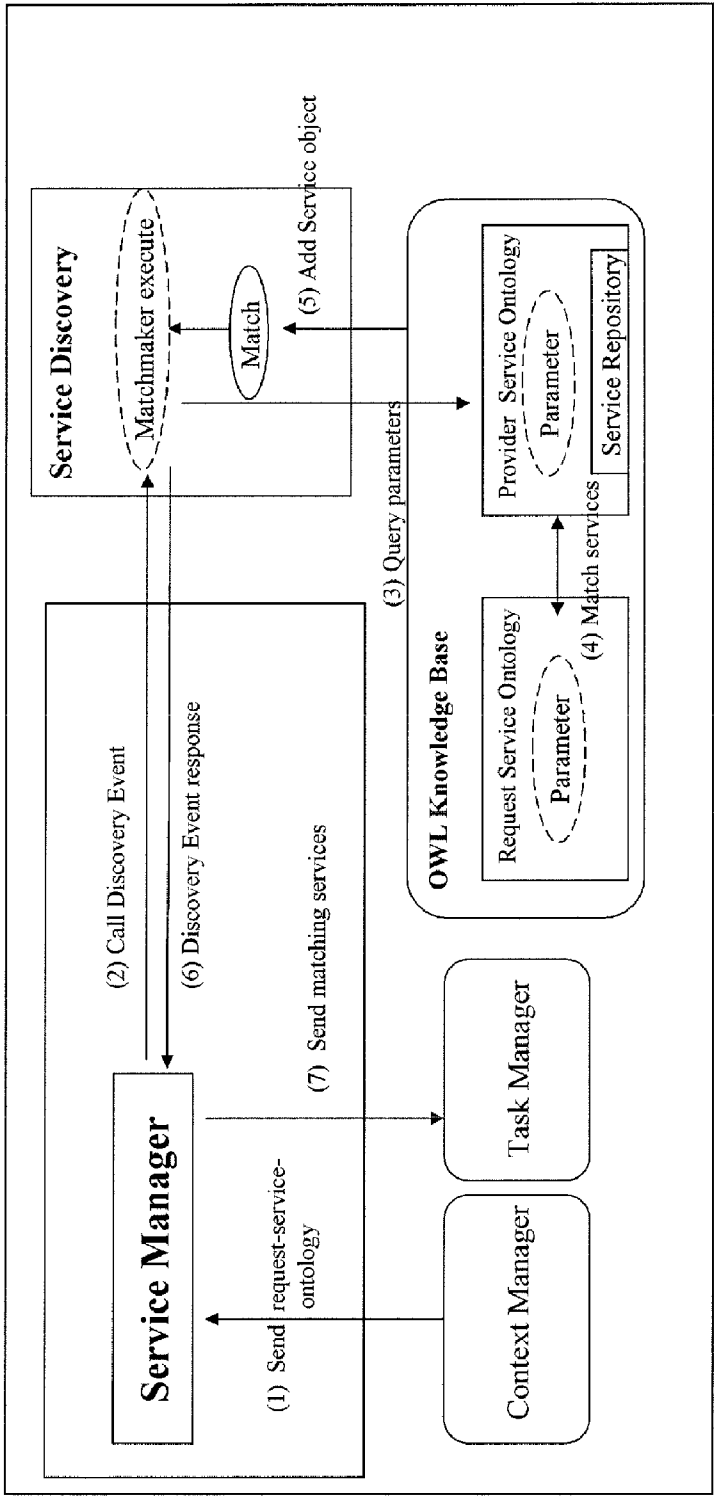 Service Manager
(1) Send request-service-
ontology
(2) Call Discovery Event
(6) Discovery Event response
(7) Send matching services
Service Discovery
Matchmaker execute
Match
(5) Add Service object
(3) Query parameters
Context Manager
Task Manager
OWL Knowledge Base
Request Service Ontology
Parameter
(4) Match services
Provider Service Ontology
Parameter
Service Repository